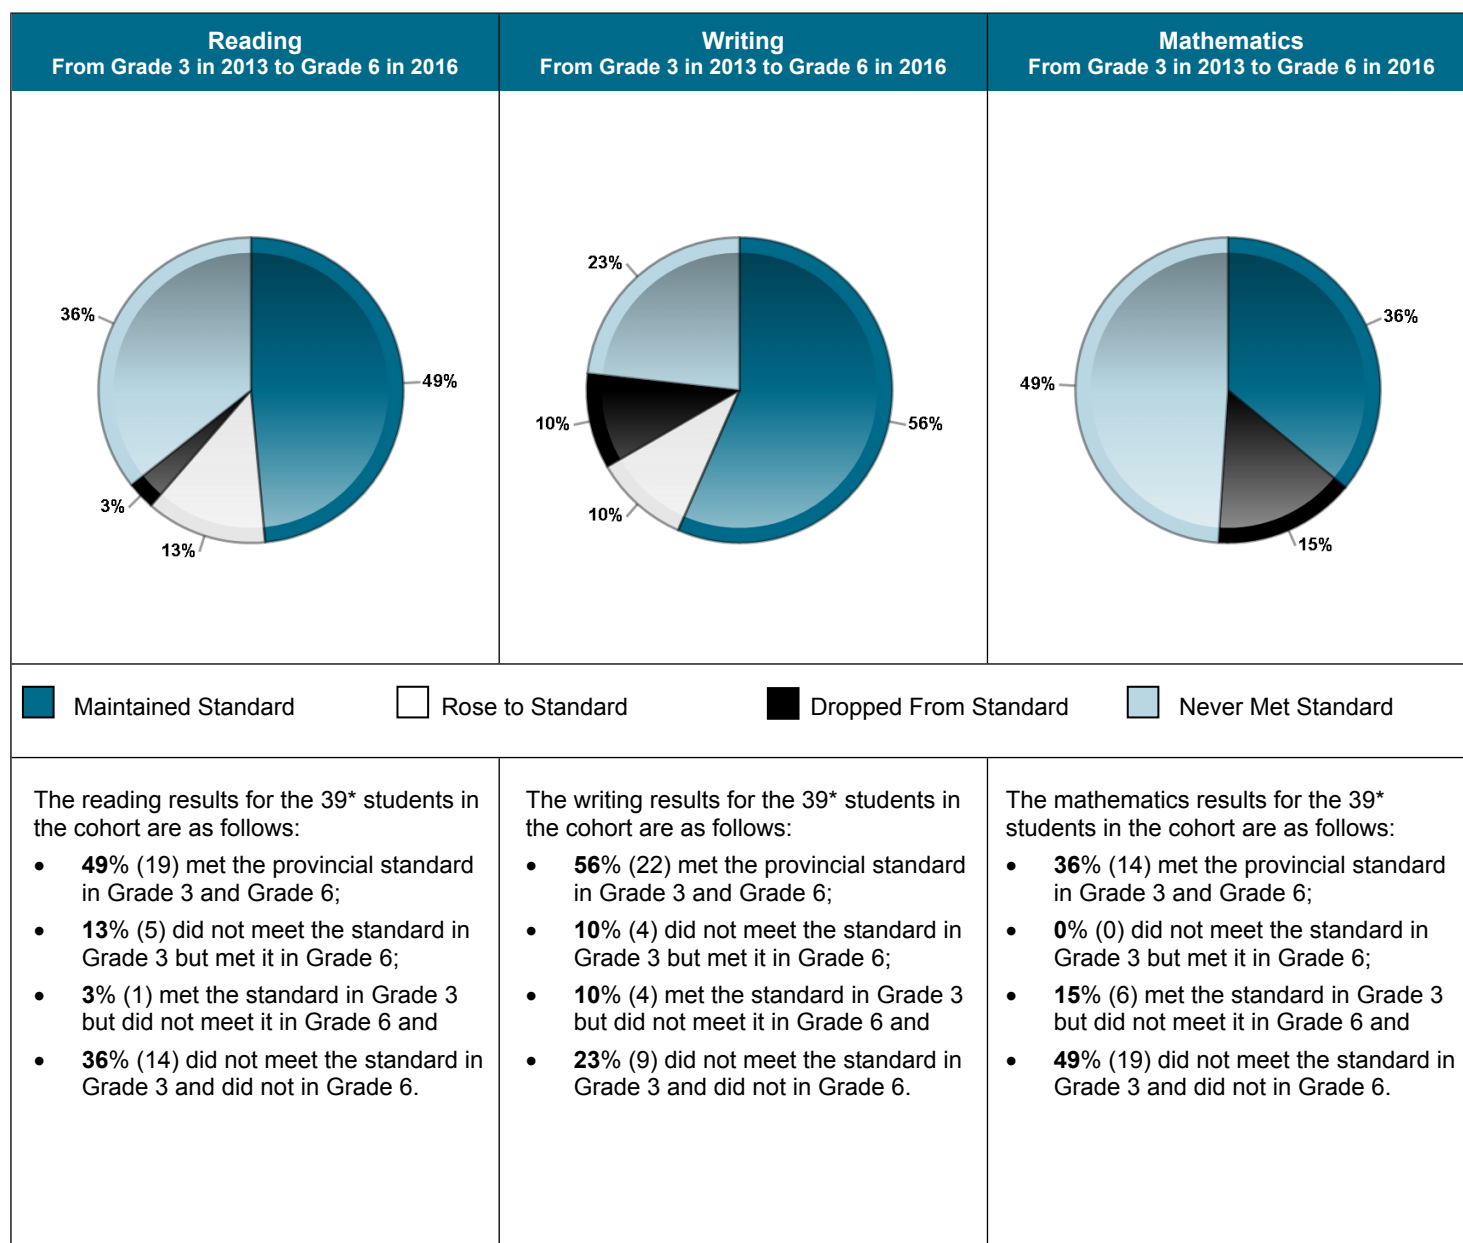 Reading
From Grade 3 in 2013 to Grade 6 in 2016
Writing
From Grade 3 in 2013 to Grade 6 in 2016
Mathematics
From Grade 3 in 2013 to Grade 6 in 2016
36%
49%
3%
13%
23%
10%
56%
10%
36%
49%
15%
Maintained Standard
Rose to Standard
Dropped From Standard
Never Met Standard
The reading results for the 39* students in
the cohort are as follows:
• 49% (19) met the provincial standard
in Grade 3 and Grade 6;
• 13% (5) did not meet the standard in
Grade 3 but met it in Grade 6;
• 3% (1) met the standard in Grade 3
but did not meet it in Grade 6 and
• 36% (14) did not meet the standard in
Grade 3 and did not in Grade 6.
The writing results for the 39* students in
the cohort are as follows:
• 56% (22) met the provincial standard
in Grade 3 and Grade 6;
• 10% (4) did not meet the standard in
Grade 3 but met it in Grade 6;
• 10% (4) met the standard in Grade 3
but did not meet it in Grade 6 and
• 23% (9) did not meet the standard in
Grade 3 and did not in Grade 6.
The mathematics results for the 39*
students in the cohort are as follows:
• 36% (14) met the provincial standard
in Grade 3 and Grade 6;
• 0% (0) did not meet the standard in
Grade 3 but met it in Grade 6;
• 15% (6) met the standard in Grade 3
but did not meet it in Grade 6 and
• 49% (19) did not meet the standard in
Grade 3 and did not in Grade 6.